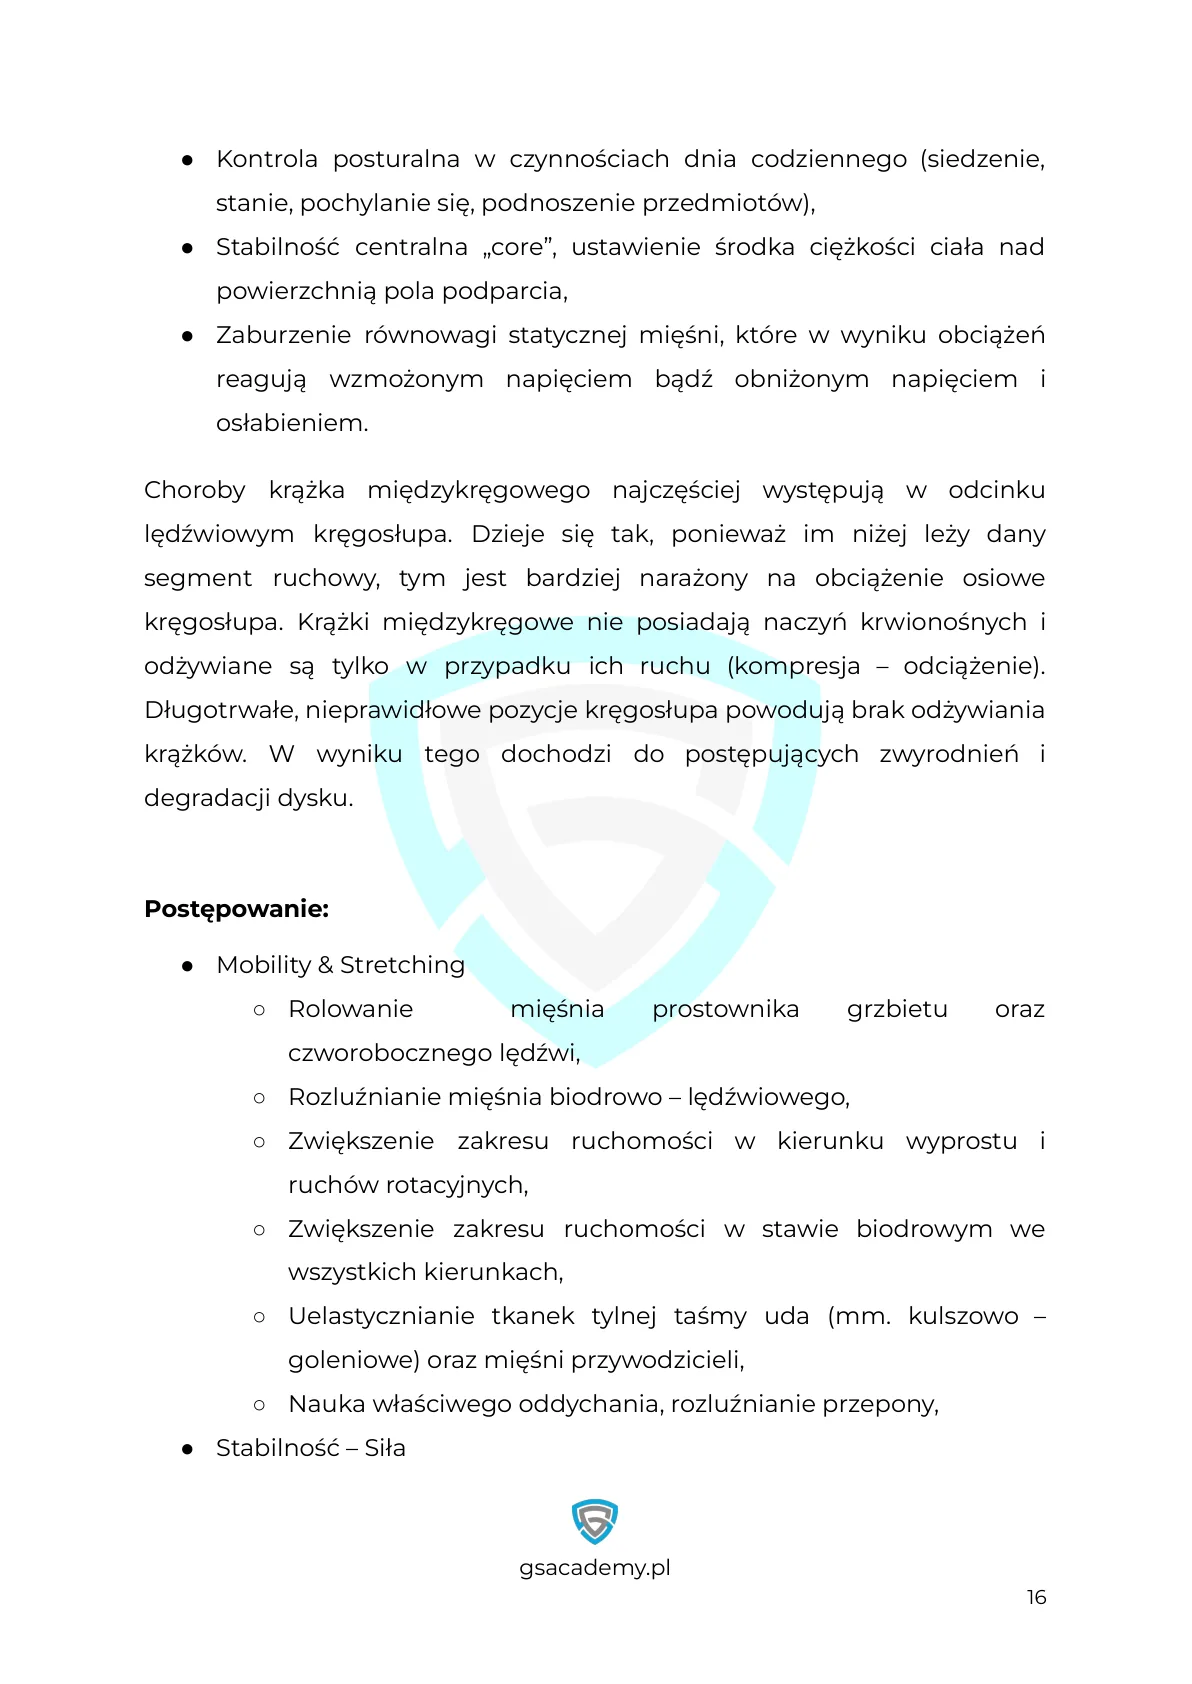 ● Kontrola posturalna w czynnościach dnia codziennego (siedzenie,
stanie, pochylanie się, podnoszenie przedmiotów),
● Stabilność centralna „core”, ustawienie środka ciężkości ciała nad
powierzchnią pola podparcia,
● Zaburzenie równowagi statycznej mięśni, które w wyniku obciążeń
reagują wzmożonym napięciem bądź obniżonym napięciem i
osłabieniem.
Choroby krążka międzykręgowego najczęściej występują w odcinku
lędźwiowym kręgosłupa. Dzieje się tak, ponieważ im niżej leży dany
segment ruchowy, tym jest bardziej narażony na obciążenie osiowe
kręgosłupa. Krążki międzykręgowe nie posiadają naczyń krwionośnych i
odżywiane są tylko w przypadku ich ruchu (kompresja – odciążenie).
Długotrwałe, nieprawidłowe pozycje kręgosłupa powodują brak odżywiania
krążków. W wyniku tego dochodzi do postępujących zwyrodnień i
degradacji dysku.
Postępowanie:
● Mobility & Stretching
○ Rolowanie mięśnia prostownika grzbietu oraz
czworobocznego lędźwi,
○ Rozluźnianie mięśnia biodrowo – lędźwiowego,
○ Zwiększenie zakresu ruchomości w kierunku wyprostu i
ruchów rotacyjnych,
○ Zwiększenie zakresu ruchomości w stawie biodrowym we
wszystkich kierunkach,
○ Uelastycznianie tkanek tylnej taśmy uda (mm. kulszowo –
goleniowe) oraz mięśni przywodzicieli,
○ Nauka właściwego oddychania, rozluźnianie przepony,
● Stabilność – Siła
gsacademy.pl
16